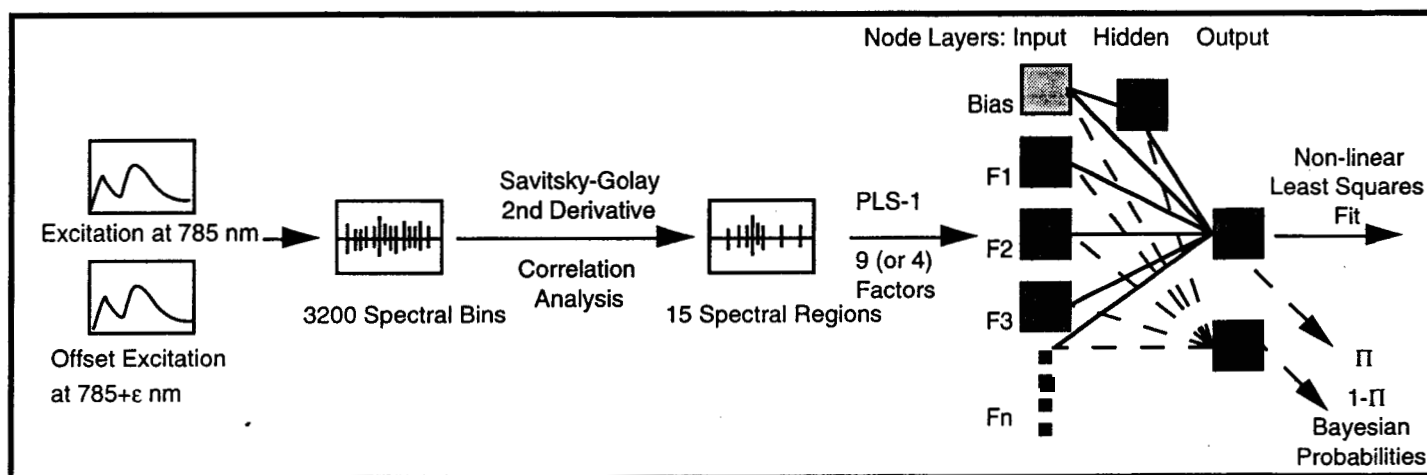 Node Layers: Input Hidden Output
Bias
F1
F2
F3
Fn
Excitation at 785 nm
Offset Excitation
at 785+ε nm
3200 Spectral Bins
Savitsky-Golay
2nd Derivative
Correlation
Analysis
15 Spectral Regions
PLS-1
9 (or 4)
Factors
Non-linear
Least Squares
Fit
Π
1-Π
Bayesian
Probabilities